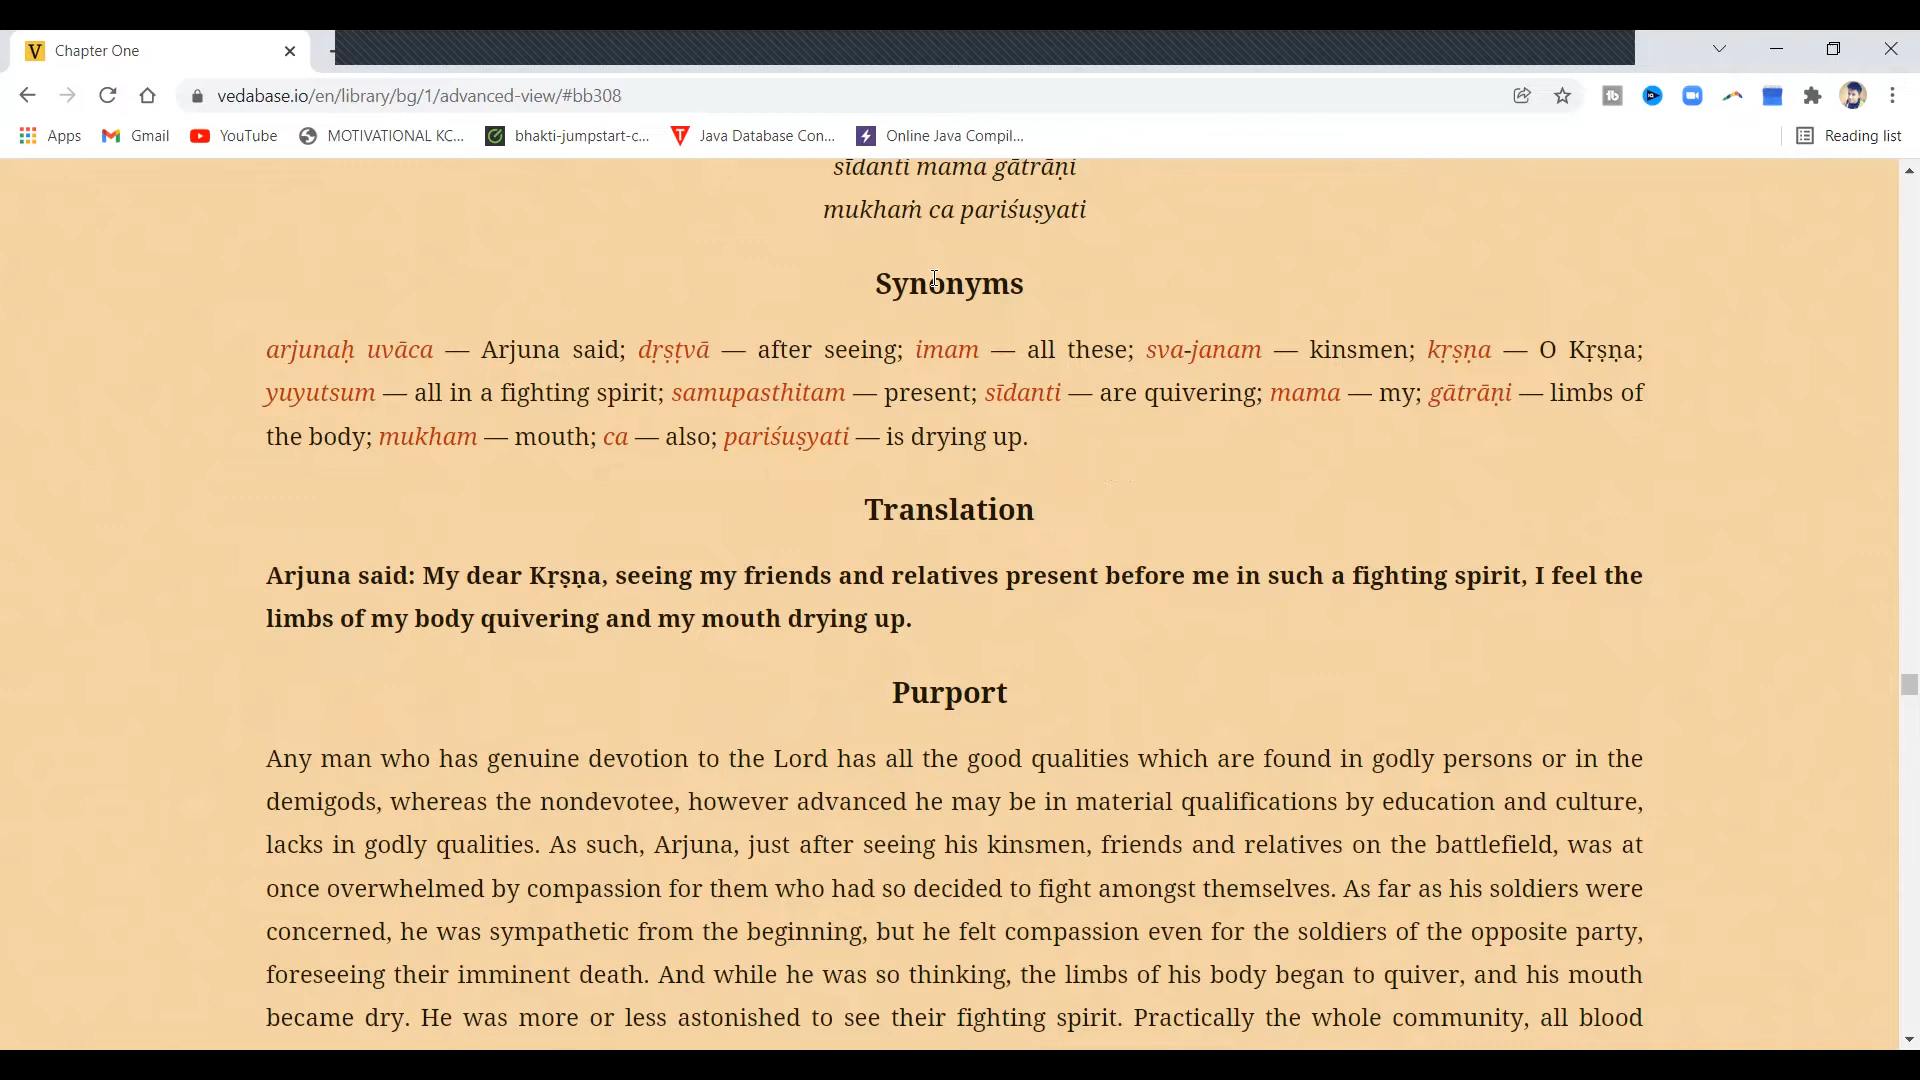 Chapter One
vedabase.io/en/library/bg/1/advanced-view/#bb308
Apps Gmail YouTube MOTIVATIONAL KC... bhakti-jumpstart-c... Java Database Con... Online Java Compil... Reading list
sīdanti mama gātrāṇi
mukhaṁ ca pariśuṣyati
Synonyms
arjunaḥ uvāca — Arjuna said; dṛṣṭvā — after seeing; imam — all these; sva-janam — kinsmen; kṛṣṇa — O Kṛṣṇa;
yuyutsum — all in a fighting spirit; samupasthitam — present; sīdanti — are quivering; mama — my; gātrāṇi — limbs of
the body; mukham — mouth; ca — also; pariśuṣyati — is drying up.
Translation
Arjuna said: My dear Kṛṣṇa, seeing my friends and relatives present before me in such a fighting spirit, I feel the
limbs of my body quivering and my mouth drying up.
Purport
Any man who has genuine devotion to the Lord has all the good qualities which are found in godly persons or in the
demigods, whereas the nondevotee, however advanced he may be in material qualifications by education and culture,
lacks in godly qualities. As such, Arjuna, just after seeing his kinsmen, friends and relatives on the battlefield, was at
once overwhelmed by compassion for them who had so decided to fight amongst themselves. As far as his soldiers were
concerned, he was sympathetic from the beginning, but he felt compassion even for the soldiers of the opposite party,
foreseeing their imminent death. And while he was so thinking, the limbs of his body began to quiver, and his mouth
became dry. He was more or less astonished to see their fighting spirit. Practically the whole community, all blood